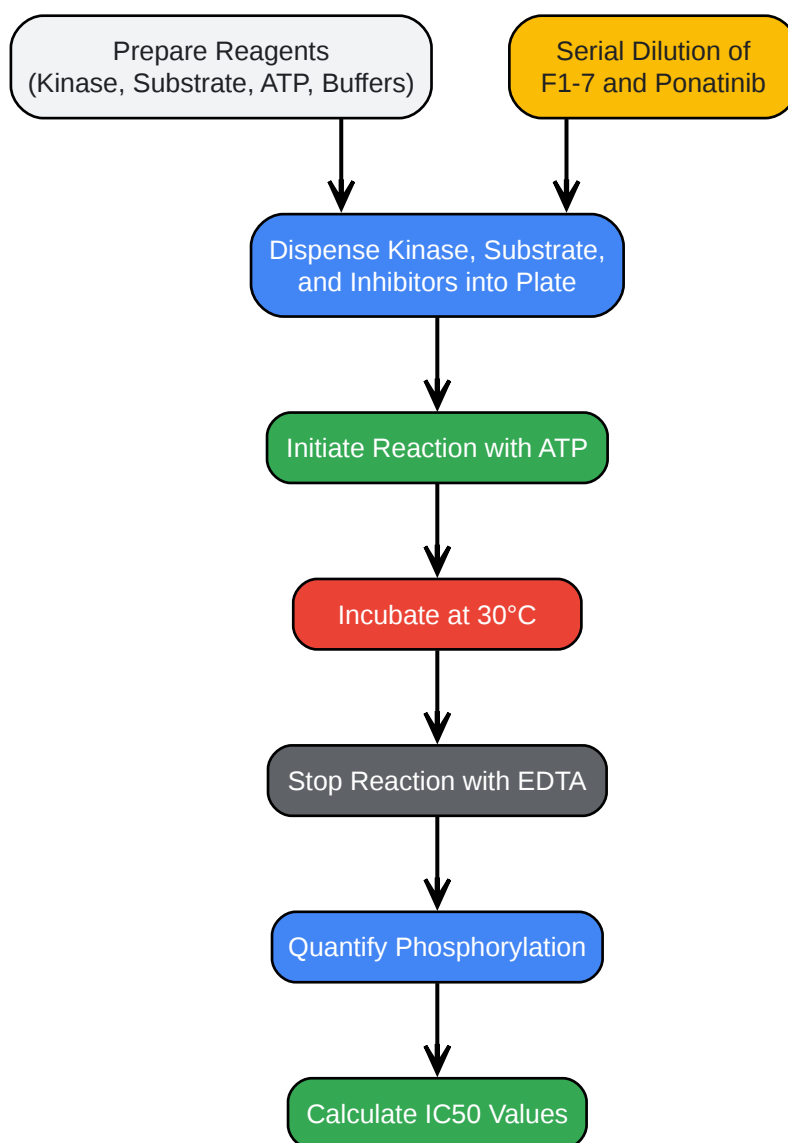 Prepare Reagents
(Kinase, Substrate, ATP, Buffers)
Serial Dilution of
F1-7 and Ponatinib
Dispense Kinase, Substrate,
and Inhibitors into Plate
Initiate Reaction with ATP
Incubate at 30°C
Stop Reaction with EDTA
Quantify Phosphorylation
Calculate IC50 Values